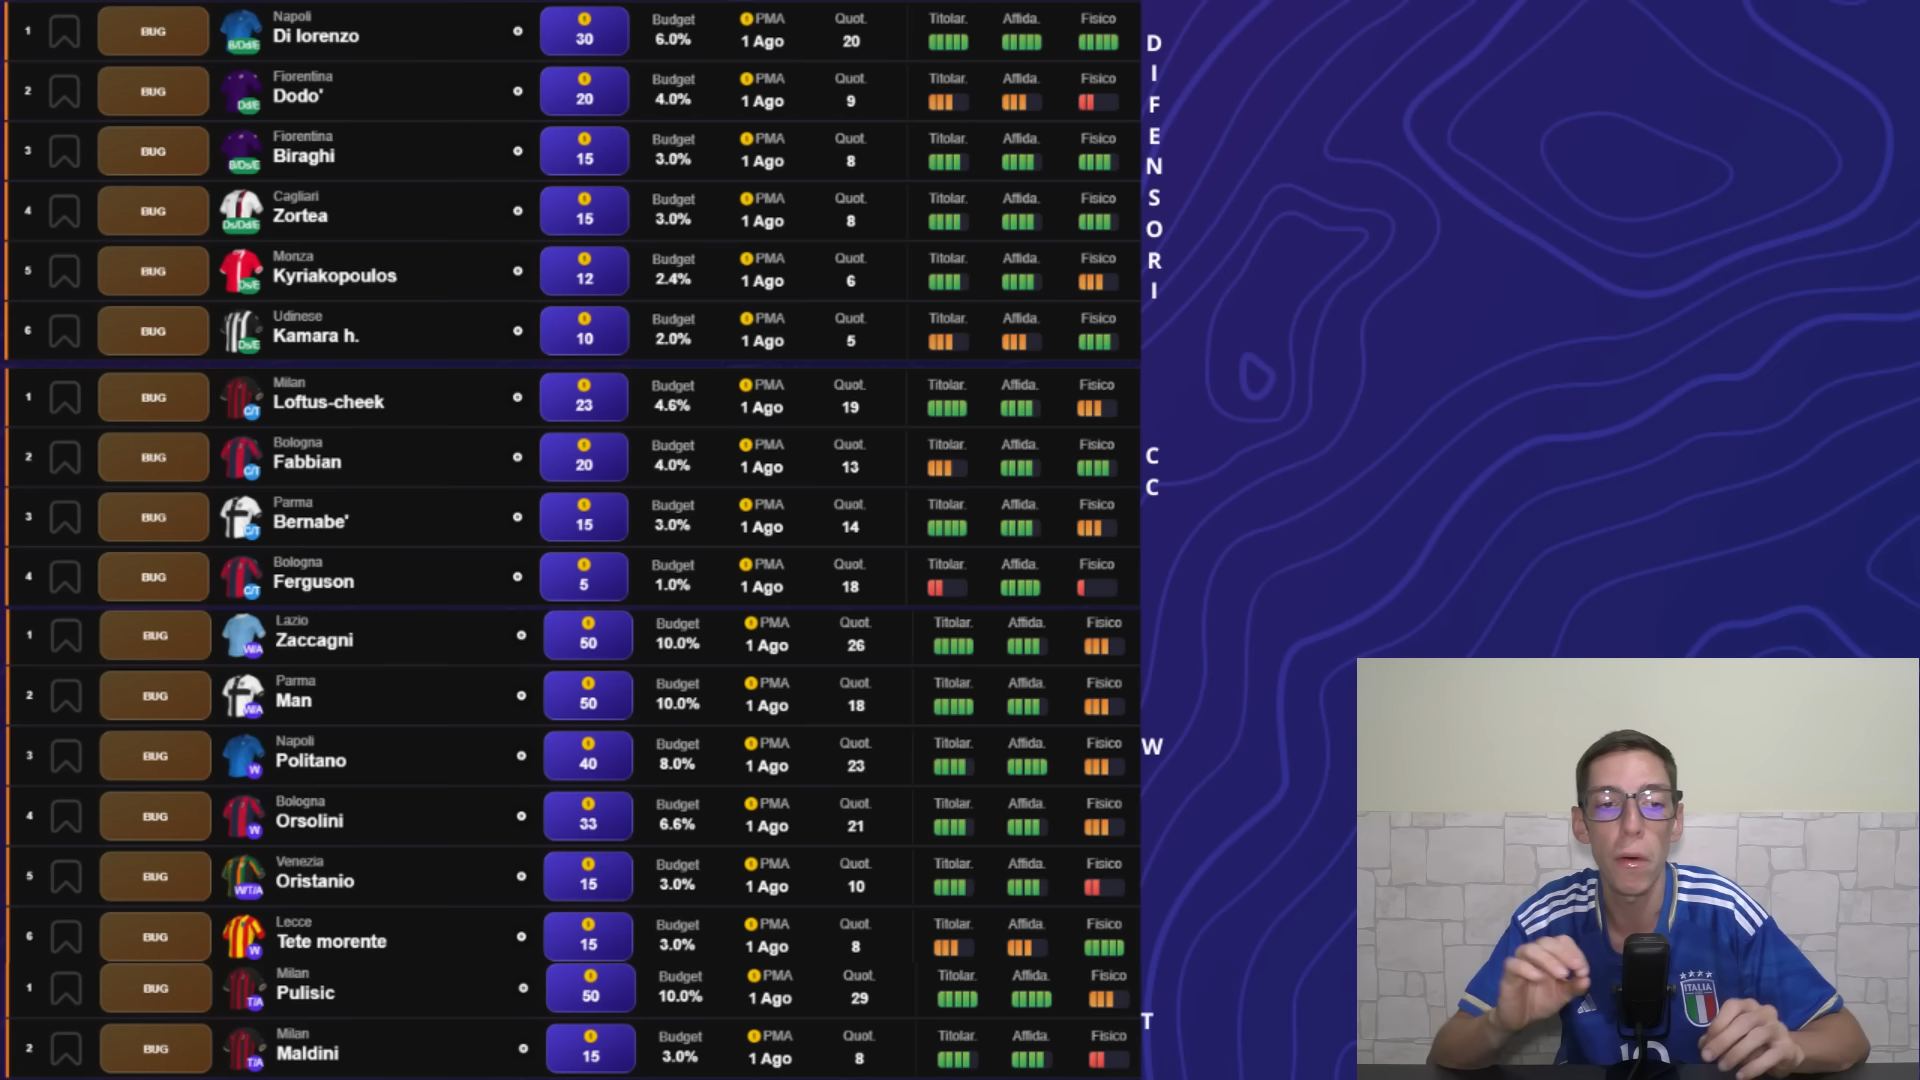 1 BUG Napoli Di lorenzo B/Dd/E 30 Budget 6.0% PMA 1 Ago Quot. 20 Titolar. Affida. Fisico
2 BUG Fiorentina Dodo' Dd/E 20 Budget 4.0% PMA 1 Ago Quot. 9 Titolar. Affida. Fisico
3 BUG Fiorentina Biraghi B/Ds/E 15 Budget 3.0% PMA 1 Ago Quot. 8 Titolar. Affida. Fisico
4 BUG Cagliari Zortea Ds/Dd/E 15 Budget 3.0% PMA 1 Ago Quot. 8 Titolar. Affida. Fisico
5 BUG Monza Kyriakopoulos Ds/E 12 Budget 2.4% PMA 1 Ago Quot. 6 Titolar. Affida. Fisico
6 BUG Udinese Kamara h. Ds/E 10 Budget 2.0% PMA 1 Ago Quot. 5 Titolar. Affida. Fisico
DIFENSORI
1 BUG Milan Loftus-cheek C/T 23 Budget 4.6% PMA 1 Ago Quot. 19 Titolar. Affida. Fisico
2 BUG Bologna Fabbian C/T 20 Budget 4.0% PMA 1 Ago Quot. 13 Titolar. Affida. Fisico
3 BUG Parma Bernabe' C/T 15 Budget 3.0% PMA 1 Ago Quot. 14 Titolar. Affida. Fisico
4 BUG Bologna Ferguson C/T 5 Budget 1.0% PMA 1 Ago Quot. 18 Titolar. Affida. Fisico
CC
1 BUG Lazio Zaccagni W/A 50 Budget 10.0% PMA 1 Ago Quot. 26 Titolar. Affida. Fisico
2 BUG Parma Man W/A 50 Budget 10.0% PMA 1 Ago Quot. 18 Titolar. Affida. Fisico
3 BUG Napoli Politano W 40 Budget 8.0% PMA 1 Ago Quot. 23 Titolar. Affida. Fisico
4 BUG Bologna Orsolini W 33 Budget 6.6% PMA 1 Ago Quot. 21 Titolar. Affida. Fisico
5 BUG Venezia Oristanio W/T/A 15 Budget 3.0% PMA 1 Ago Quot. 10 Titolar. Affida. Fisico
6 BUG Lecce Tete morente W 15 Budget 3.0% PMA 1 Ago Quot. 8 Titolar. Affida. Fisico
W
1 BUG Milan Pulisic T/A 50 Budget 10.0% PMA 1 Ago Quot. 29 Titolar. Affida. Fisico
2 BUG Milan Maldini T/A 15 Budget 3.0% PMA 1 Ago Quot. 8 Titolar. Affida. Fisico
T
ITALIA